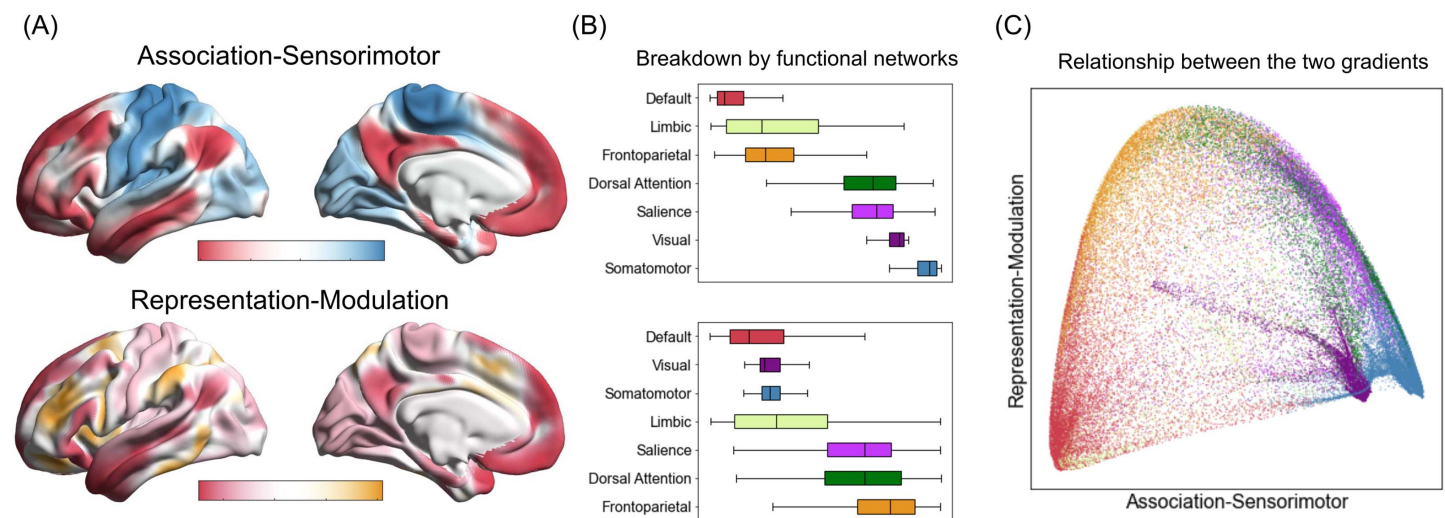 (A)
Association-Sensorimotor
Representation-Modulation
(B)
Breakdown by functional networks
Default
Limbic
Frontoparietal
Dorsal Attention
Salience
Visual
Somatomotor
Default
Visual
Somatomotor
Limbic
Salience
Dorsal Attention
Frontoparietal
(C)
Relationship between the two gradients
Representation-Modulation
Association-Sensorimotor